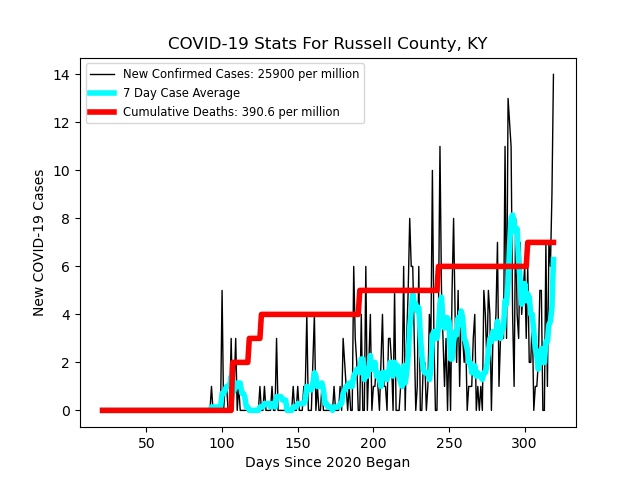 COVID-19 Stats For Russell County, KY
New Confirmed Cases: 25900 per million
7 Day Case Average
Cumulative Deaths: 390.6 per million
New COVID-19 Cases
14
12
10
8
6
4
2
0
50 100 150 200 250 300
Days Since 2020 Began